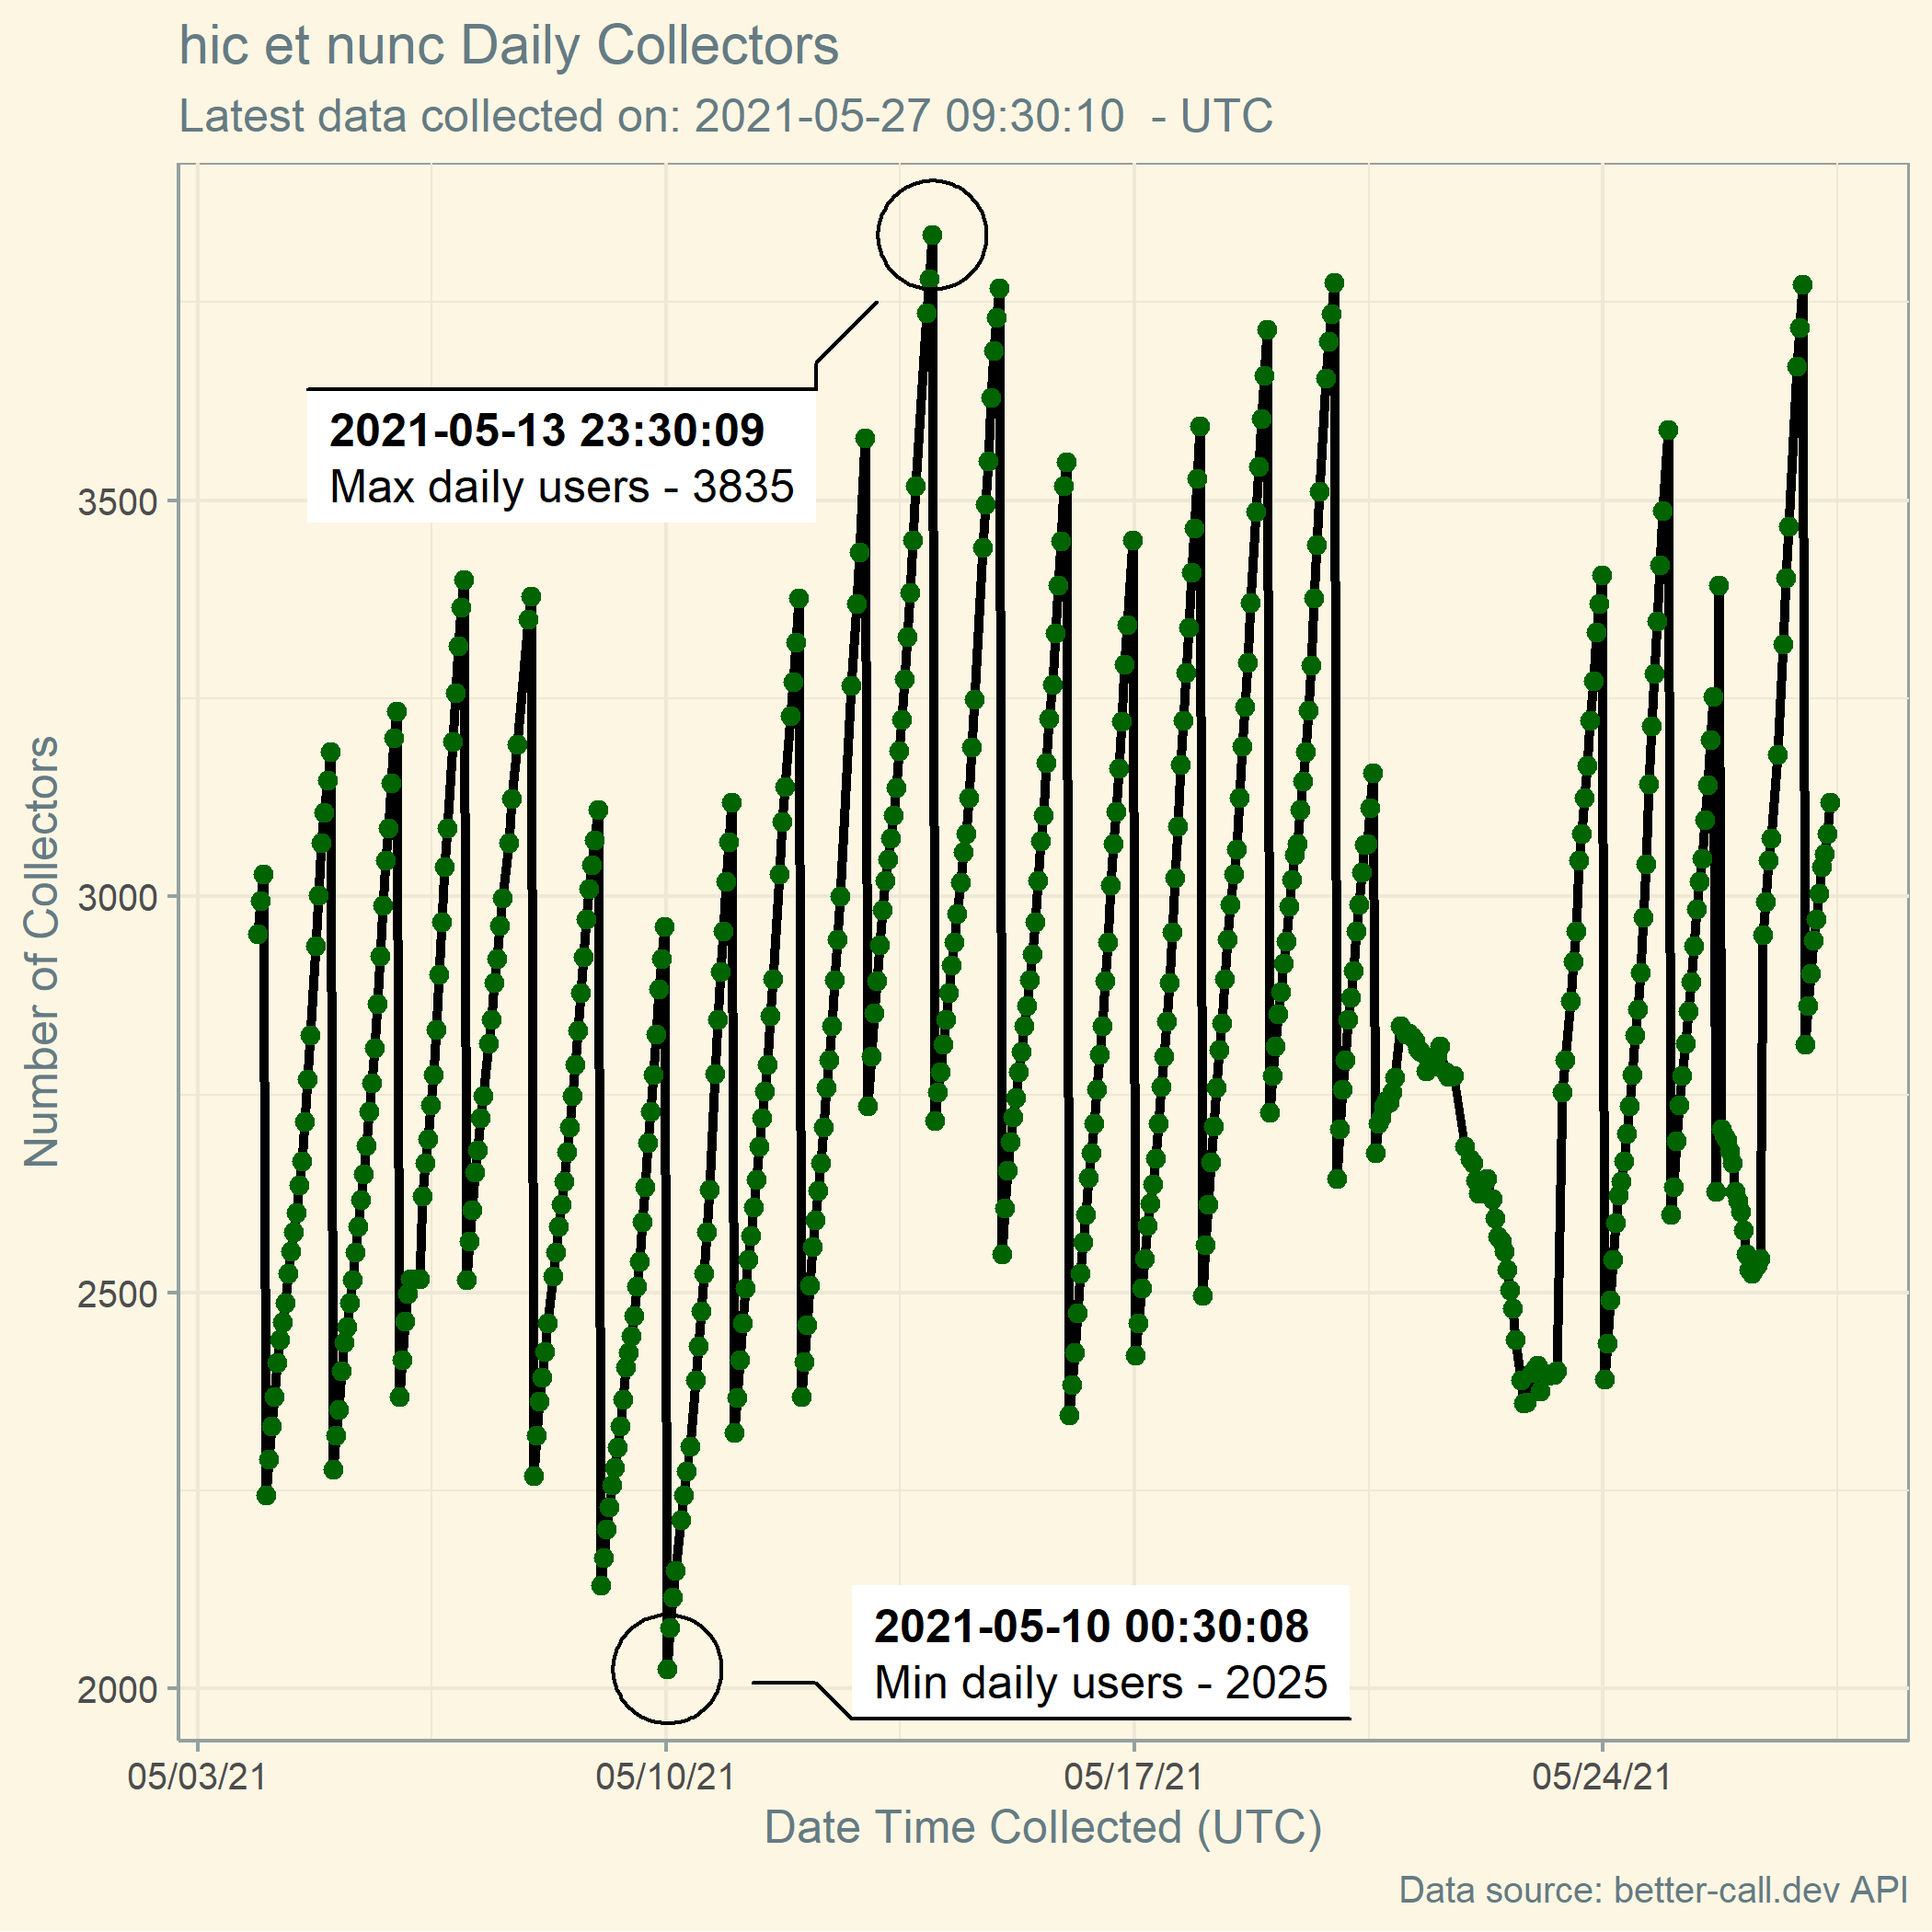 hic et nunc Daily Collectors
Latest data collected on: 2021-05-27 09:30:10  - UTC
2021-05-13 23:30:09
Max daily users - 3835
3500
3000
2500
2000
Number of Collectors
2021-05-10 00:30:08
Min daily users - 2025
05/03/21
05/10/21
05/17/21
05/24/21
Date Time Collected (UTC)
Data source: better-call.dev API